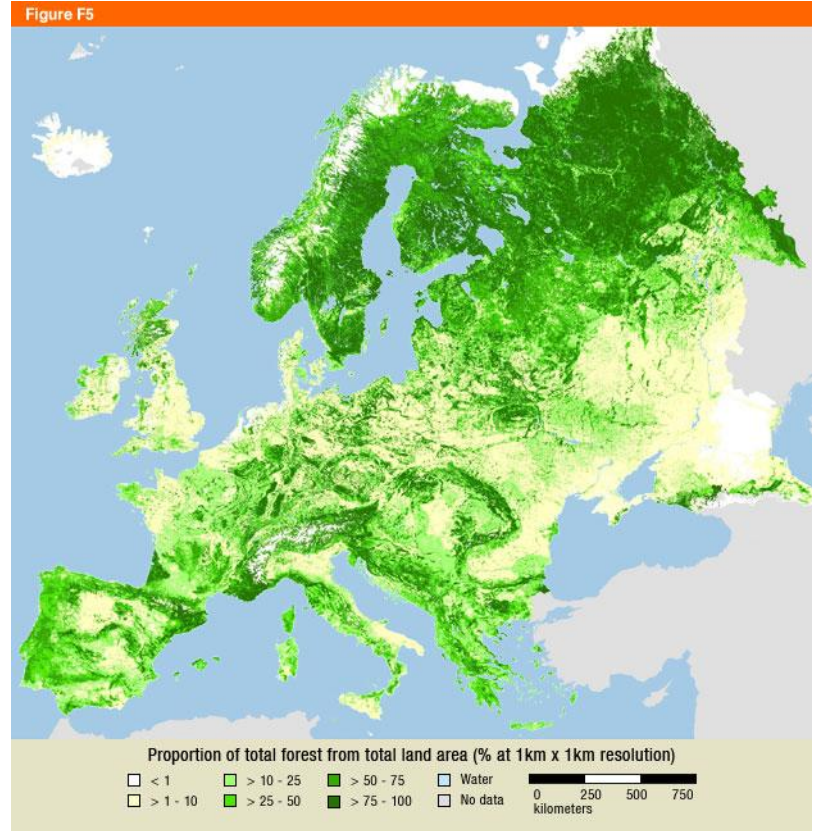 Figure F5
Proportion of total forest from total land area (% at 1km x 1km resolution)
< 1
> 10 - 25
> 50 - 75
Water
> 1 - 10
> 25 - 50
> 75 - 100
No data
0 250 500 750
kilometers